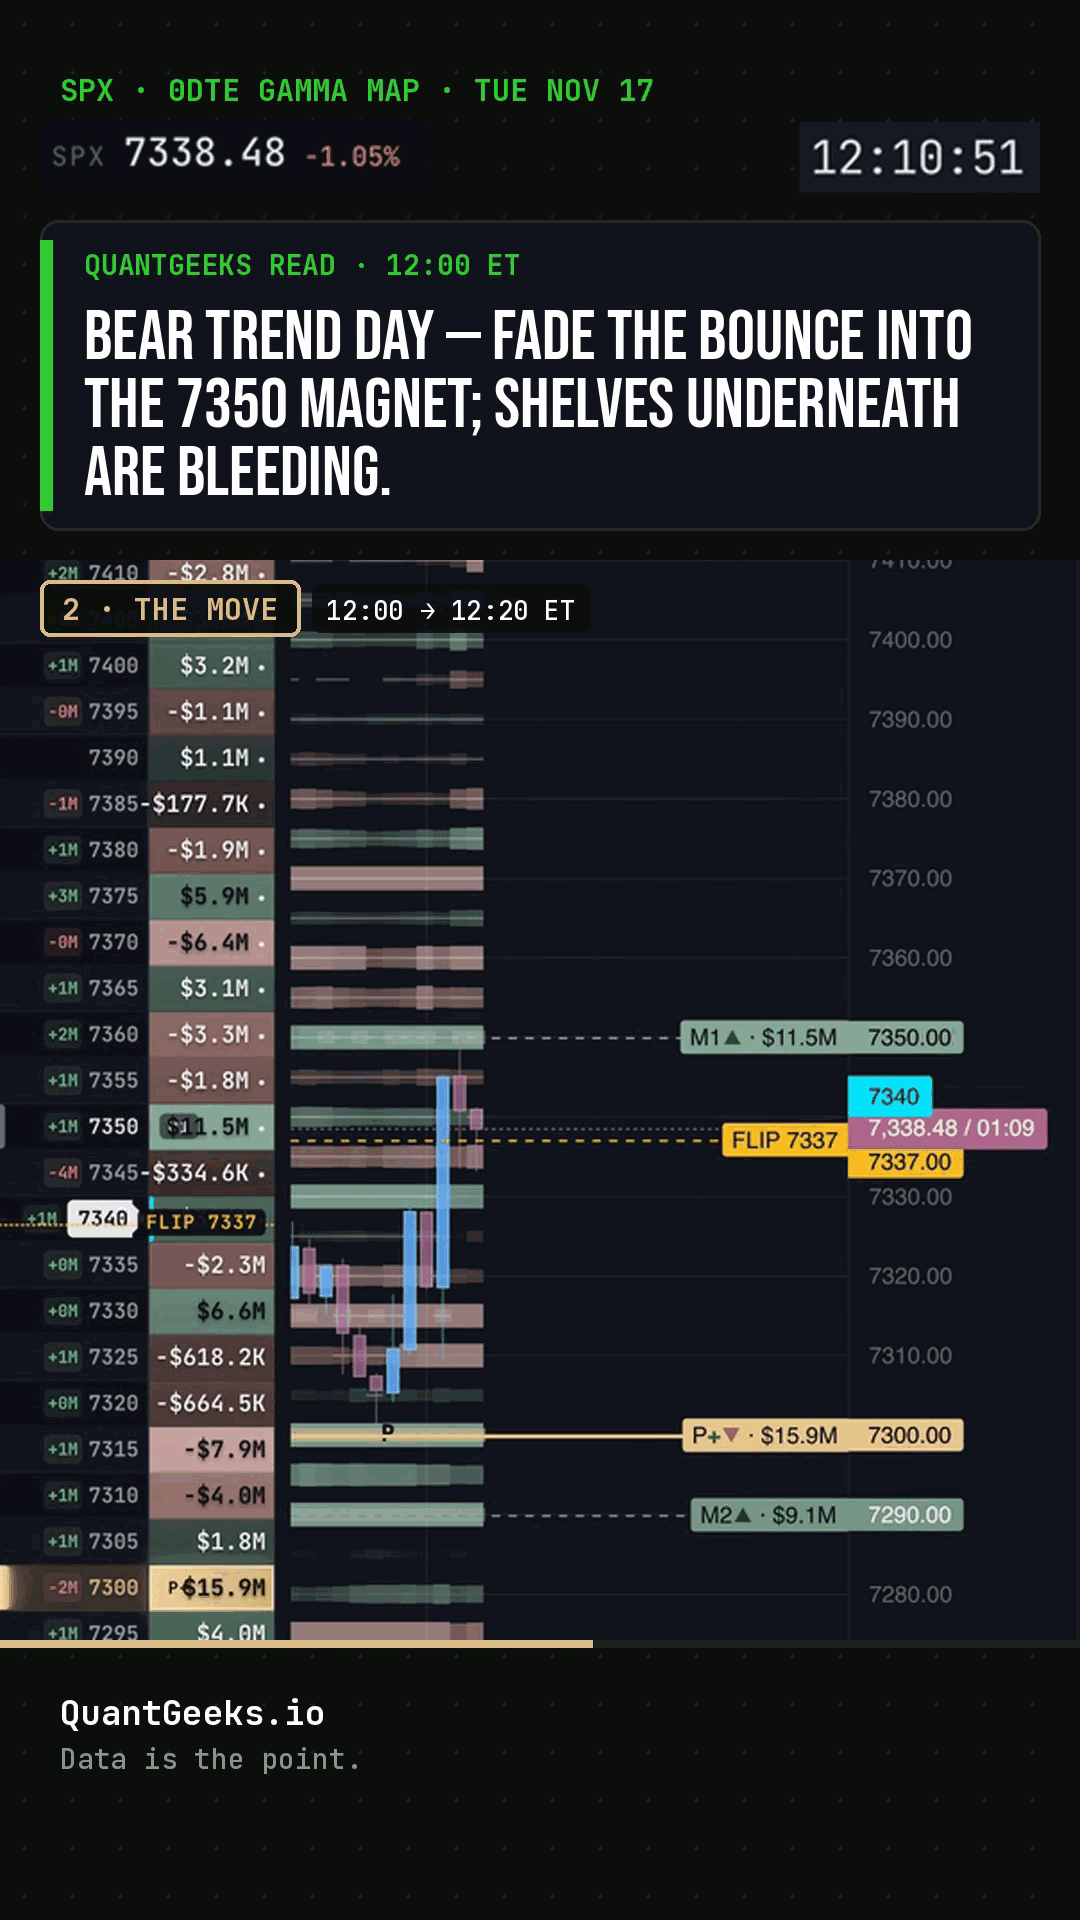 SPX · 0DTE GAMMA MAP · TUE NOV 17
SPX 7338.48 -1.05%
12:10:51
QUANTGEEKS READ · 12:00 ET
BEAR TREND DAY — FADE THE BOUNCE INTO
THE 7350 MAGNET; SHELVES UNDERNEATH
ARE BLEEDING.
+2M 7410 -$2.8M
2 · THE MOVE
12:00 → 12:20 ET
+1M 7400 $3.2M
-0M 7395 -$1.1M
7390 $1.1M
-1M 7385 -$177.7K
+1M 7380 -$1.9M
+3M 7375 $5.9M
-0M 7370 -$6.4M
+1M 7365 $3.1M
+2M 7360 -$3.3M
+1M 7355 -$1.8M
+1M 7350 $11.5M
-4M 7345 -$334.6K
+1M 7340 FLIP 7337
+0M 7335 -$2.3M
+0M 7330 $6.6M
+1M 7325 -$618.2K
+0M 7320 -$664.5K
+1M 7315 -$7.9M
+1M 7310 -$4.0M
+1M 7305 $1.8M
-2M 7300 P $15.9M
+1M 7295 $4.0M
P
7410.00
7400.00
7390.00
7380.00
7370.00
7360.00
M1▲ · $11.5M 7350.00
7340
7,338.48 / 01:09
FLIP 7337
7337.00
7330.00
7320.00
7310.00
P+▼ · $15.9M 7300.00
M2▲ · $9.1M 7290.00
7280.00
QuantGeeks.io
Data is the point.